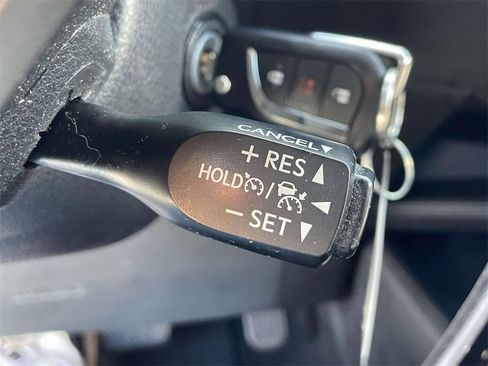 CANCEL
+ RES
HOLD /
− SET